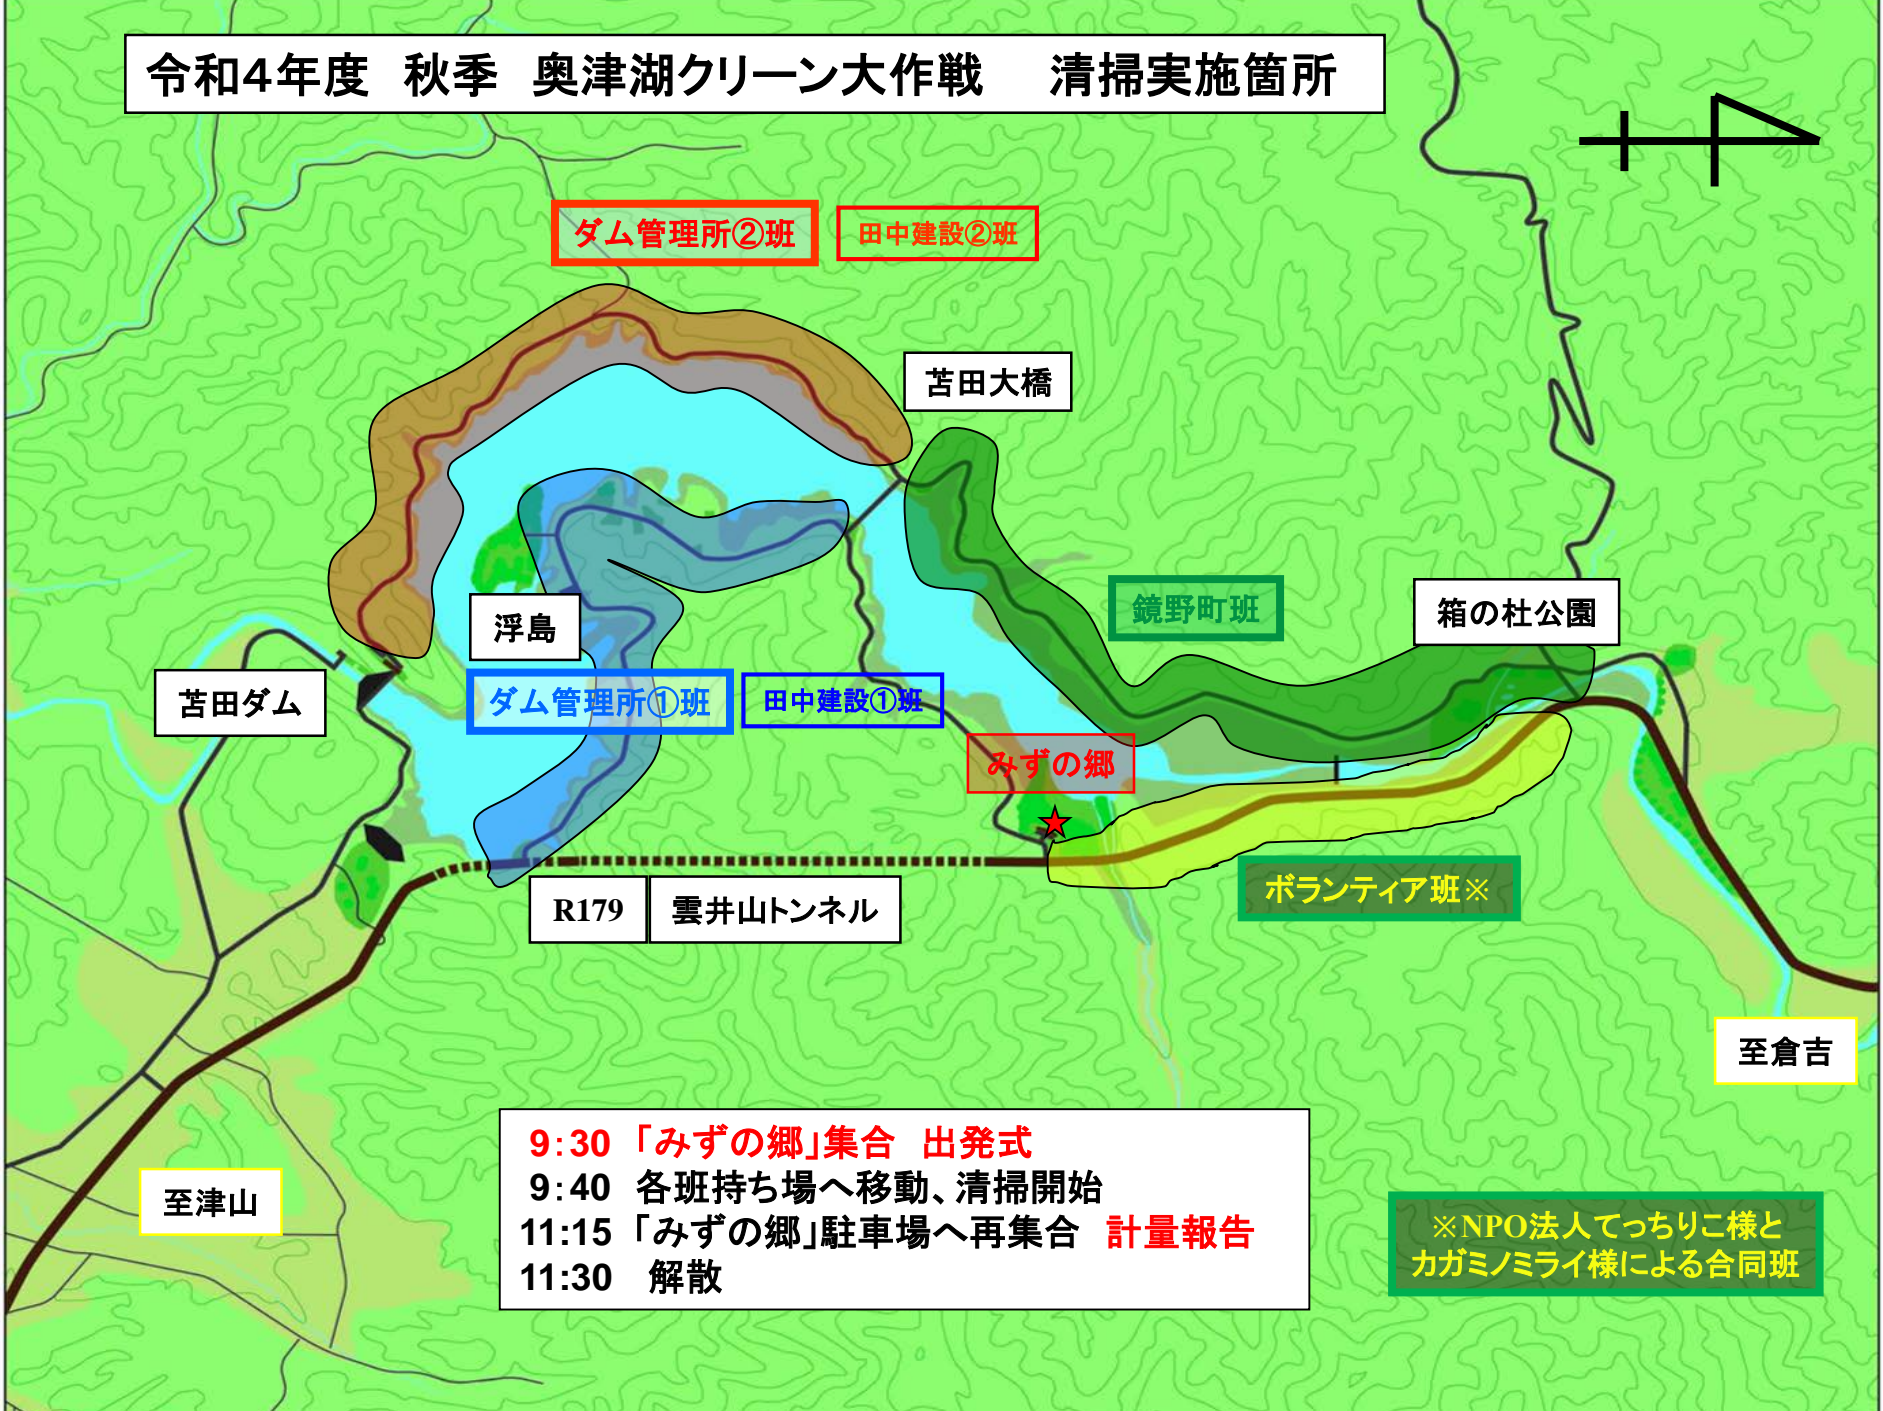 令和4年度　秋季　奥津湖クリーン大作戦　　清掃実施箇所
ダム管理所②班
田中建設②班
苫田大橋
鏡野町班
箱の杜公園
浮島
苫田ダム
ダム管理所①班
田中建設①班
みずの郷
ボランティア班※
R179
雲井山トンネル
至倉吉
9:30 「みずの郷」集合　出発式
9:40　各班持ち場へ移動、清掃開始
11:15 「みずの郷」駐車場へ再集合　計量報告
11:30　解散
至津山
※NPO法人てっちりこ様と
カガミノミライ様による合同班